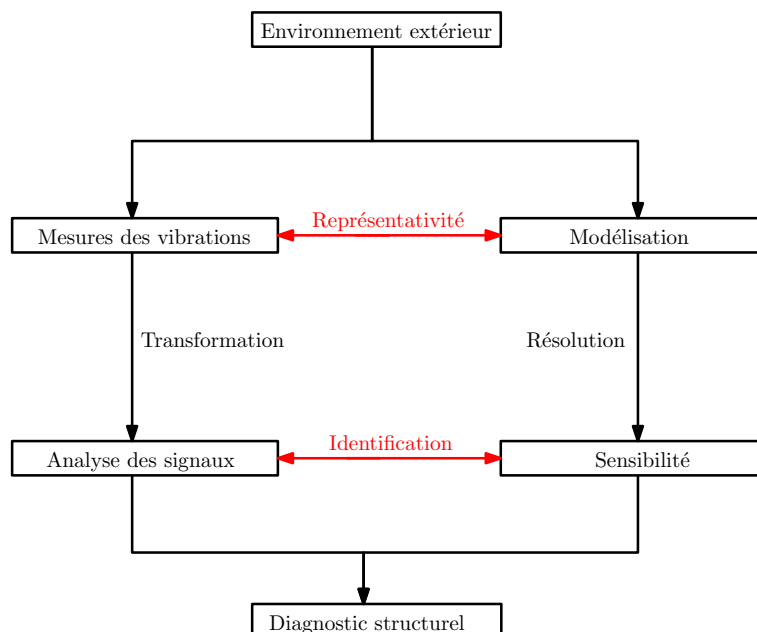 Environnement extérieur
Représentativité
Mesures des vibrations
Modélisation
Transformation
Résolution
Identification
Analyse des signaux
Sensibilité
Diagnostic structurel